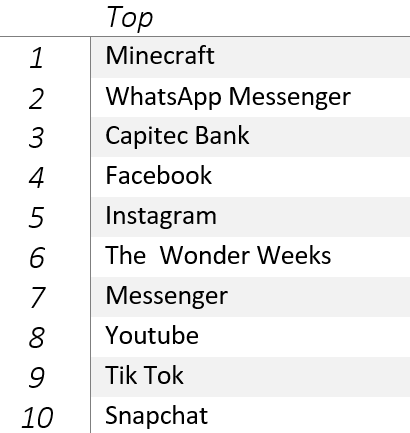 Top
1 Minecraft
2 WhatsApp Messenger
3 Capitec Bank
4 Facebook
5 Instagram
6 The  Wonder Weeks
7 Messenger
8 Youtube
9 Tik Tok
10 Snapchat